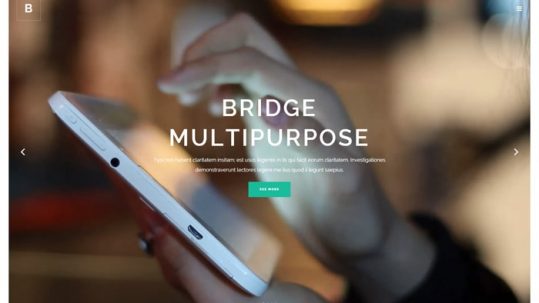 B
BRIDGE
MULTIPURPOSE
Typi non habent claritatem insitam; est usus legentis in iis qui facit eorum claritatem. Investigationes
demonstraverunt lectores legere me lius quod ii legunt saepius.
SEE MORE